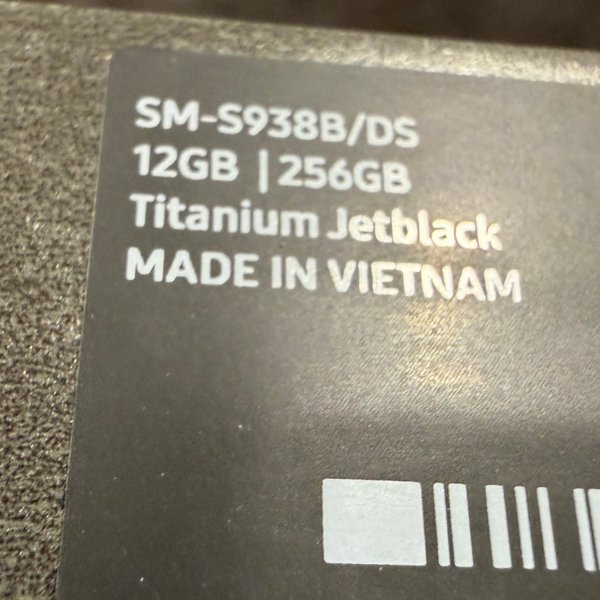 SM-S938B/DS
12GB | 256GB
Titanium Jetblack
MADE IN VIETNAM